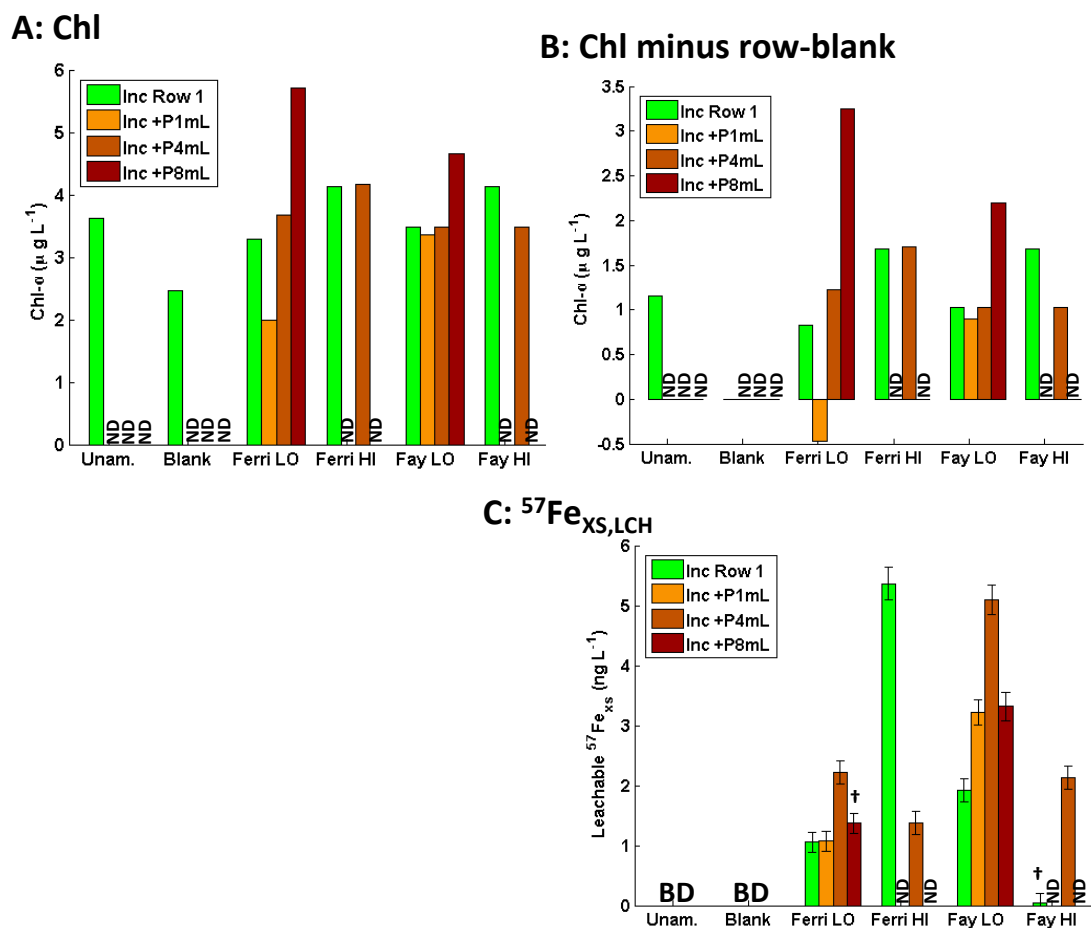 A: Chl
6
5
4
3
2
1
0
Chl-α (μ g L⁻¹)
Inc Row 1
Inc +P1mL
Inc +P4mL
Inc +P8mL
ND
ND
ND
ND
ND
ND
ND
ND
ND
ND
Unam.
Blank
Ferri LO
Ferri HI
Fay LO
Fay HI
B: Chl minus row-blank
3.5
3
2.5
2
1.5
1
0.5
0
-0.5
Chl-α (μ g L⁻¹)
Inc Row 1
Inc +P1mL
Inc +P4mL
Inc +P8mL
ND
ND
ND
ND
ND
ND
ND
ND
ND
ND
Unam.
Blank
Ferri LO
Ferri HI
Fay LO
Fay HI
C: ⁵⁷Fe XS,LCH
6
5
4
3
2
1
0
Leachable ⁵⁷Fe xs (ng L⁻¹)
Inc Row 1
Inc +P1mL
Inc +P4mL
Inc +P8mL
BD
BD
†
ND
ND
†
ND
ND
Unam.
Blank
Ferri LO
Ferri HI
Fay LO
Fay HI